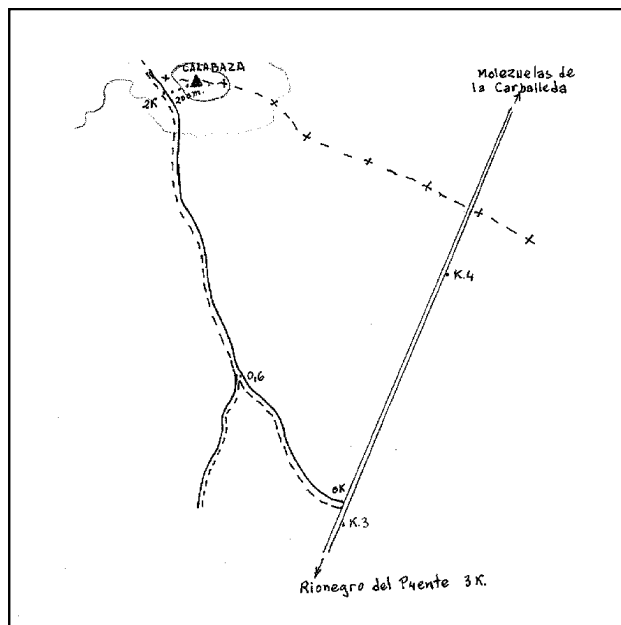 CALABAZA
2K
200m.
Molezuelas de
la Carballeda
K.4
0,6
0K
K.3
Rionegro del Puente 3K.